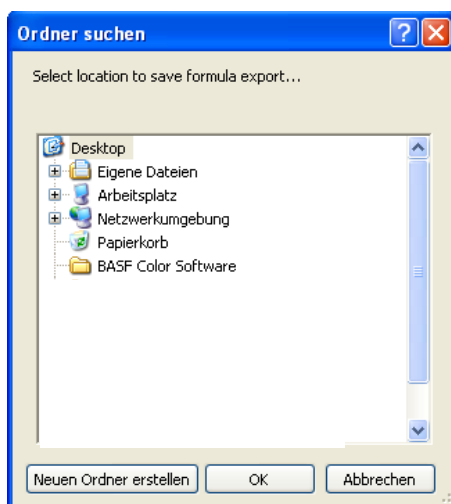 Ordner suchen
Select location to save formula export...
Desktop
Eigene Dateien
Arbeitsplatz
Netzwerkumgebung
Papierkorb
BASF Color Software
Neuen Ordner erstellen OK Abbrechen